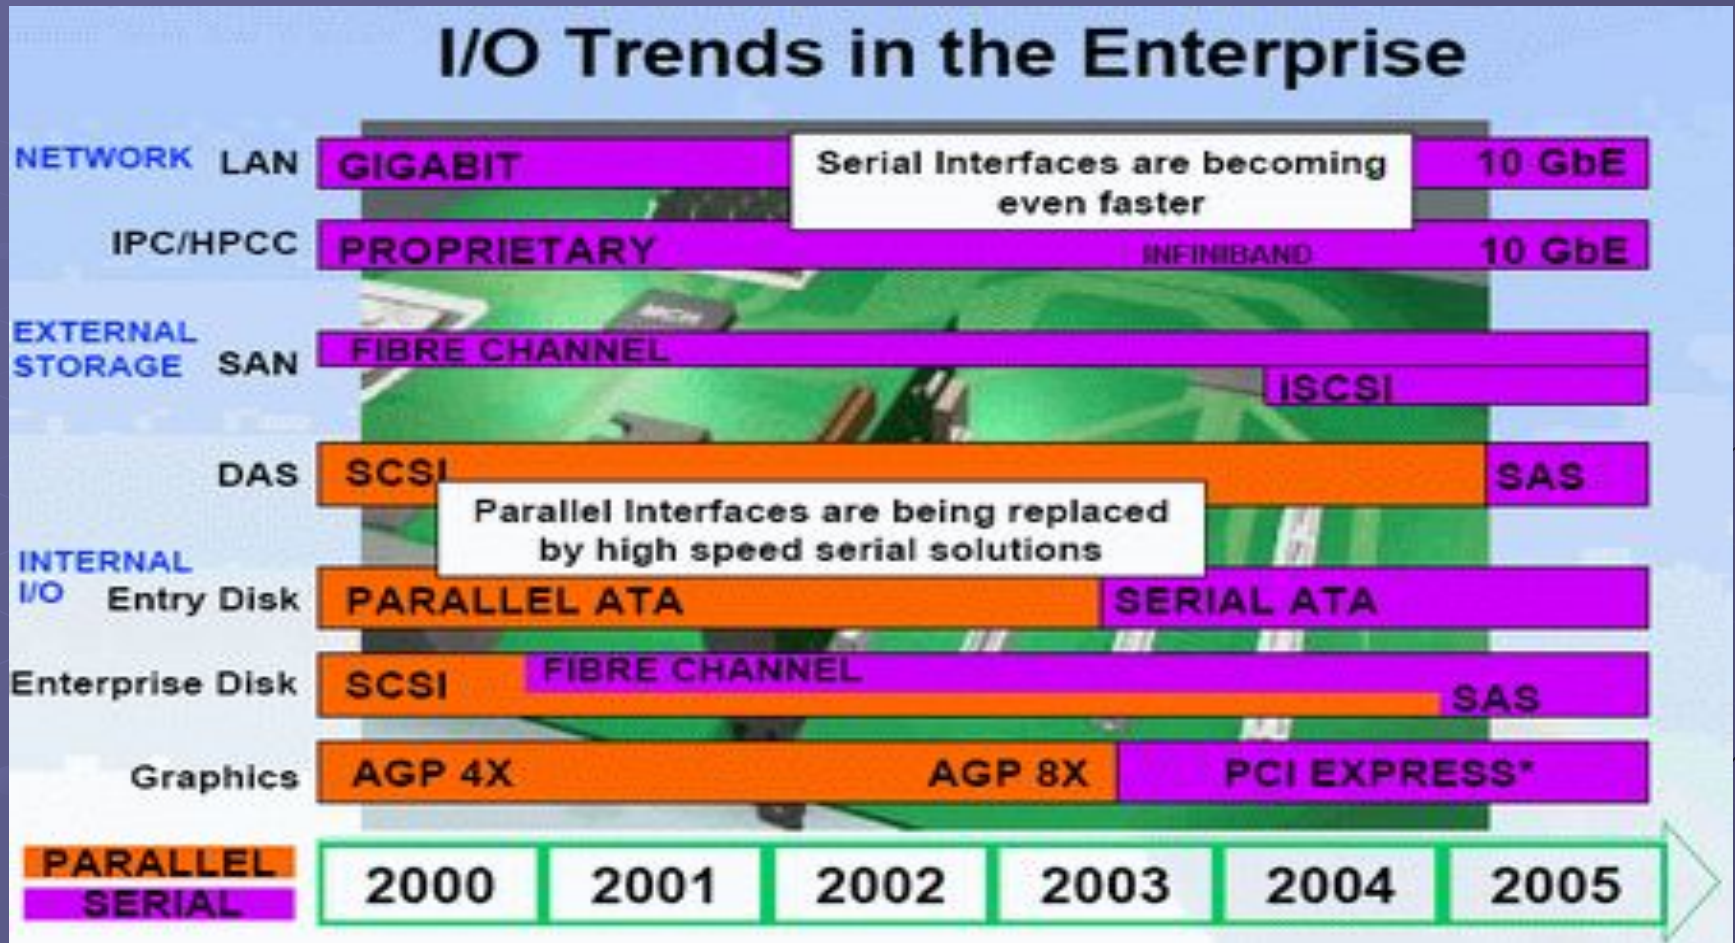 I/O Trends in the Enterprise
NETWORK LAN GIGABIT 10 GbE
Serial Interfaces are becoming
even faster
IPC/HPCC PROPRIETARY INFINIBAND 10 GbE
EXTERNAL
STORAGE SAN FIBRE CHANNEL
iSCSI
DAS SCSI SAS
Parallel Interfaces are being replaced
by high speed serial solutions
INTERNAL
I/O Entry Disk PARALLEL ATA SERIAL ATA
Enterprise Disk SCSI FIBRE CHANNEL SAS
Graphics AGP 4X AGP 8X PCI EXPRESS*
PARALLEL
SERIAL
2000 2001 2002 2003 2004 2005
MCH